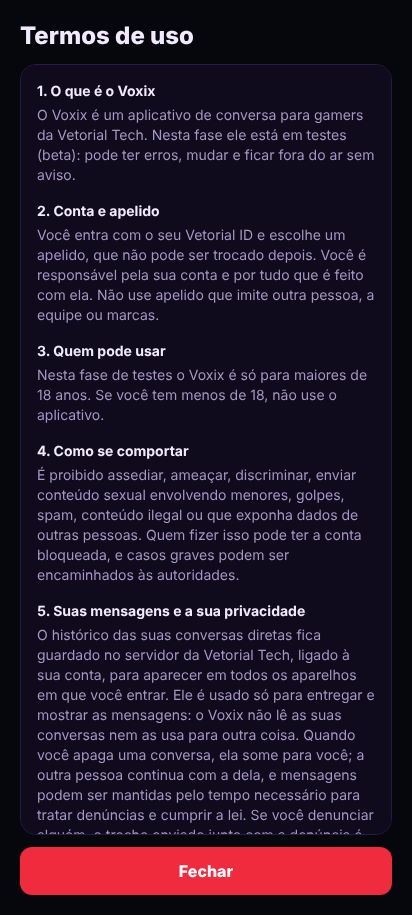 Termos de uso
1. O que é o Voxix
O Voxix é um aplicativo de conversa para gamers
da Vetorial Tech. Nesta fase ele está em testes
(beta): pode ter erros, mudar e ficar fora do ar sem
aviso.
2. Conta e apelido
Você entra com o seu Vetorial ID e escolhe um
apelido, que não pode ser trocado depois. Você é
responsável pela sua conta e por tudo que é feito
com ela. Não use apelido que imite outra pessoa, a
equipe ou marcas.
3. Quem pode usar
Nesta fase de testes o Voxix é só para maiores de
18 anos. Se você tem menos de 18, não use o
aplicativo.
4. Como se comportar
É proibido assediar, ameaçar, discriminar, enviar
conteúdo sexual envolvendo menores, golpes,
spam, conteúdo ilegal ou que exponha dados de
outras pessoas. Quem fizer isso pode ter a conta
bloqueada, e casos graves podem ser
encaminhados às autoridades.
5. Suas mensagens e a sua privacidade
O histórico das suas conversas diretas fica
guardado no servidor da Vetorial Tech, ligado à
sua conta, para aparecer em todos os aparelhos
em que você entrar. Ele é usado só para entregar e
mostrar as mensagens: o Voxix não lê as suas
conversas nem as usa para outra coisa. Quando
você apaga uma conversa, ela some para você; a
outra pessoa continua com a dela, e mensagens
podem ser mantidas pelo tempo necessário para
tratar denúncias e cumprir a lei. Se você denunciar
Fechar